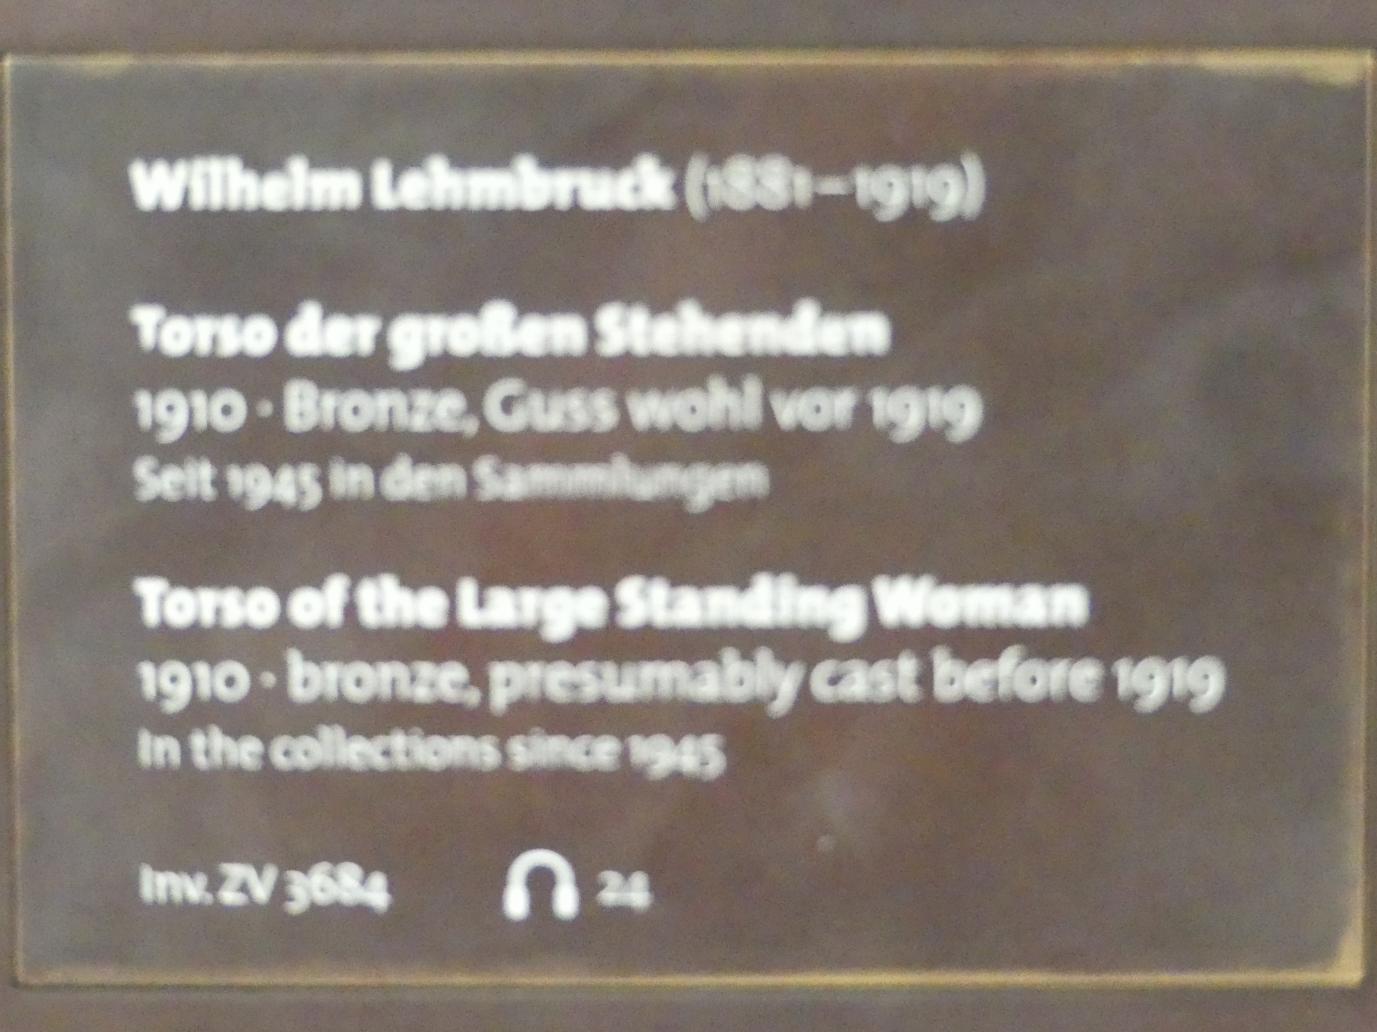 Wilhelm Lehmbruck (1881–1919)
Torso der großen Stehenden
1910 · Bronze, Guss wohl vor 1919
Seit 1945 in den Sammlungen
Torso of the Large Standing Woman
1910 · bronze, presumably cast before 1919
In the collections since 1945
Inv. ZV 3684
24